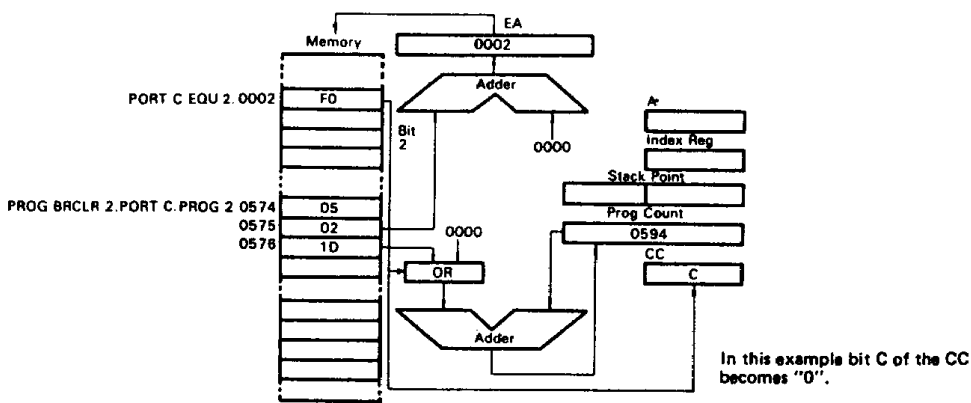 EA
Memory
0002
Adder
PORT C EQU 2. 0002
F0
Bit
2
0000
A
Index Reg
Stack Point
PROG BRCLR 2.PORT C.PROG 2 0574
05
Prog Count
0575
02
0594
0576
1D
0000
CC
OR
C
Adder
In this example bit C of the CC
becomes "0".